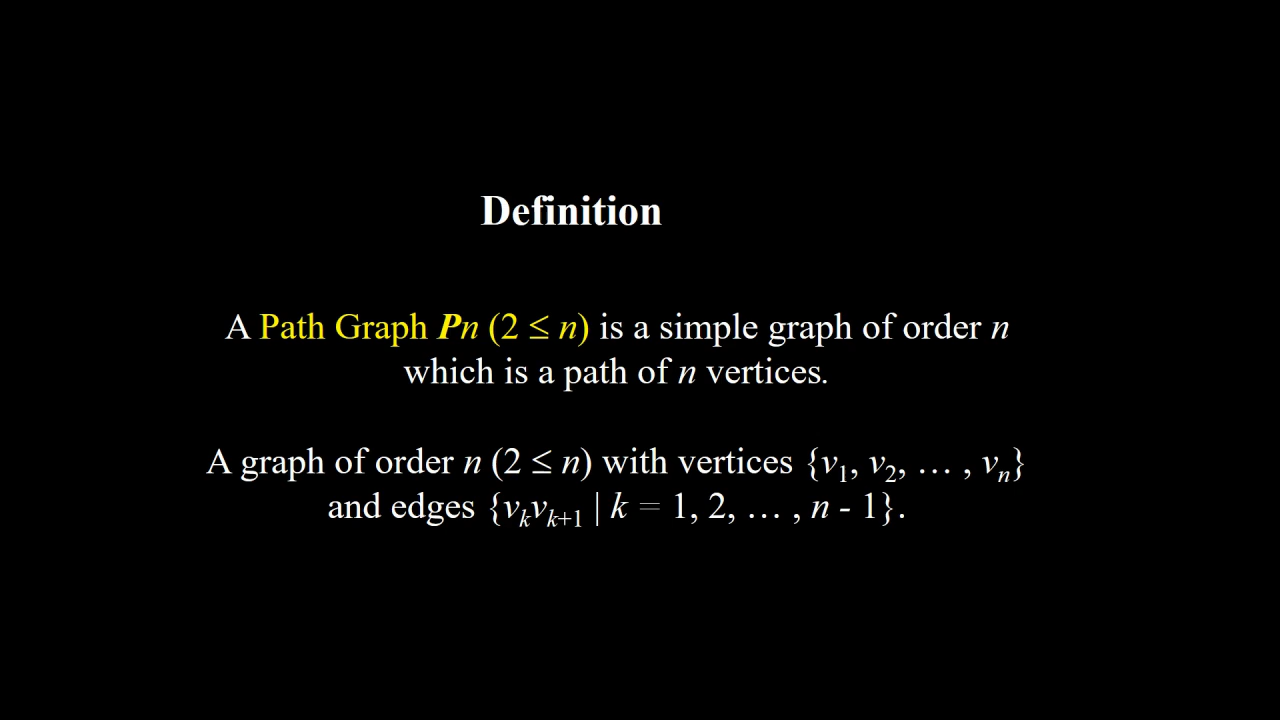 Definition
A Path Graph Pn (2 ≤ n) is a simple graph of order n
which is a path of n vertices.
A graph of order n (2 ≤ n) with vertices {v₁, v₂, … , vₙ}
and edges {vₖvₖ₊₁ | k = 1, 2, … , n - 1}.